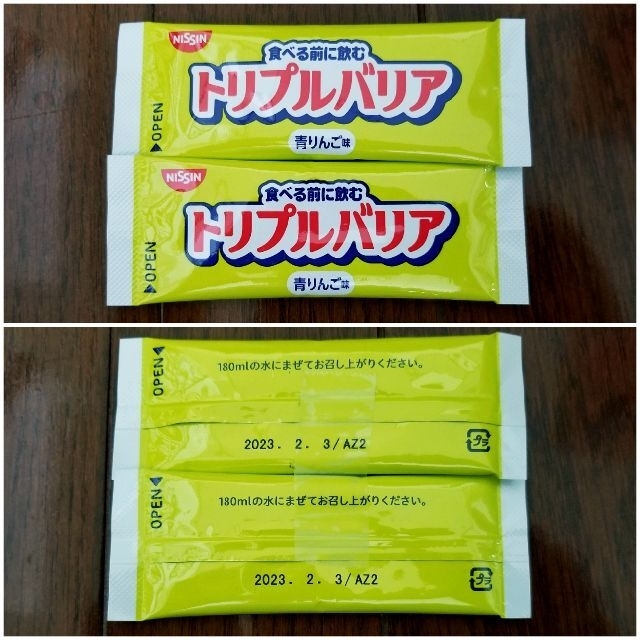 NISSIN
食べる前に飲む
トリプルバリア
青りんご味
OPEN
NISSIN
食べる前に飲む
トリプルバリア
青りんご味
OPEN
OPEN
180mlの水にまぜてお召し上がりください。
2023. 2. 3/AZ2
プラ
OPEN
180mlの水にまぜてお召し上がりください。
2023. 2. 3/AZ2
プラ